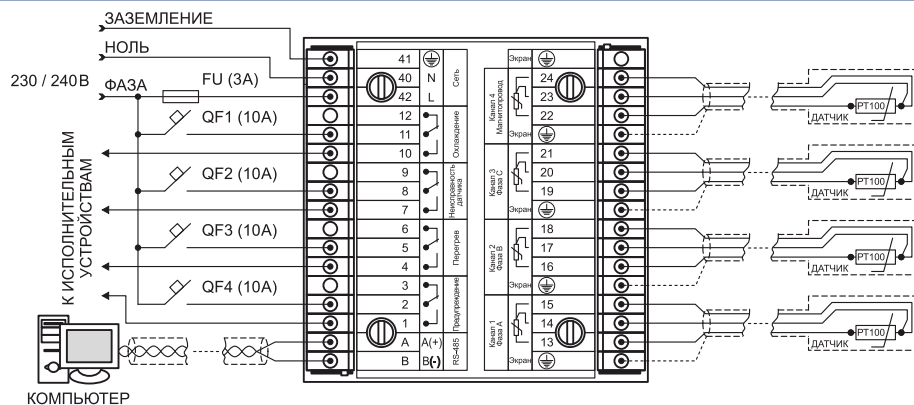 ЗАЗЕМЛЕНИЕ
НОЛЬ
230 / 240В
ФАЗА
FU (3A)
QF1 (10A)
QF2 (10A)
QF3 (10A)
QF4 (10A)
К ИСПОЛНИТЕЛЬНЫМ
УСТРОЙСТВАМ
КОМПЬЮТЕР
41
40 N
42 L
Сеть
12
11
10
Охлаждение
9
8
7
Неисправность
датчика
6
5
4
Перегрев
3
2
1
Предупреждение
A A(+)
B B(-)
RS-485
Экран
24
23
22
Канал 4
Магнитопровод
Экран
21
20
19
Канал 3
Фаза C
Экран
18
17
16
Канал 2
Фаза B
15
14
13
Канал 1
Фаза A
Экран
PT100
ДАТЧИК
PT100
ДАТЧИК
PT100
ДАТЧИК
PT100
ДАТЧИК